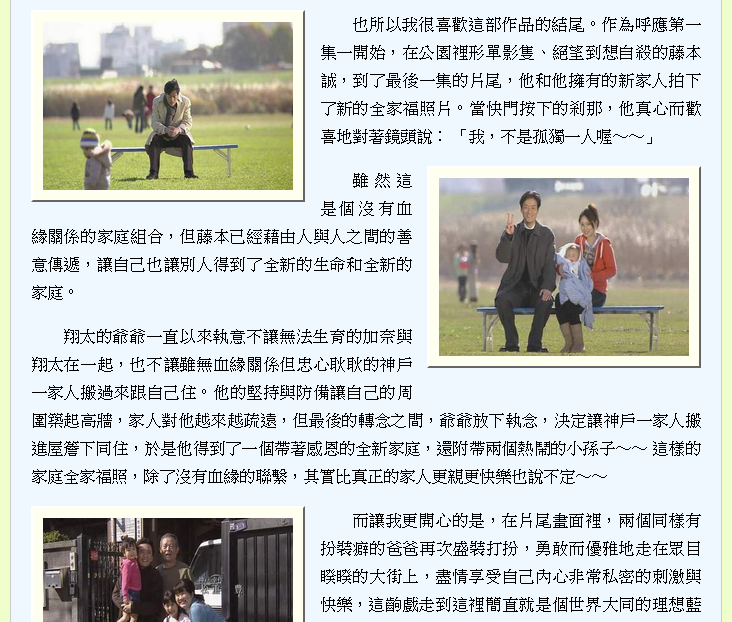 也所以我很喜歡這部作品的結尾。作為呼應第一
集一開始，在公園裡形單影隻、絕望到想自殺的藤本
誠，到了最後一集的片尾，他和他擁有的新家人拍下
了新的全家福照片。當快門按下的剎那，他真心而歡
喜地對著鏡頭說：「我，不是孤獨一人喔～～」
雖然這
是個沒有血
緣關係的家庭組合，但藤本已經藉由人與人之間的善
意傳遞，讓自己也讓別人得到了全新的生命和全新的
家庭。
翔太的爺爺一直以來執意不讓無法生育的加奈與
翔太在一起，也不讓雖無血緣關係但忠心耿耿的神戶
一家人搬過來跟自己住。他的堅持與防備讓自己的周
圍築起高牆，家人對他越來越疏遠，但最後的轉念之間，爺爺放下執念，決定讓神戶一家人搬
進屋簷下同住，於是他得到了一個帶著感恩的全新家庭，還附帶兩個熱鬧的小孫子～～ 這樣的
家庭全家福照，除了沒有血緣的聯繫，其實比真正的家人更親更快樂也說不定～～
而讓我更開心的是，在片尾畫面裡，兩個同樣有
扮裝癖的爸爸再次盛裝打扮，勇敢而優雅地走在眾目
睽睽的大街上，盡情享受自己內心非常私密的刺激與
快樂，這齣戲走到這裡簡直就是個世界大同的理想藍